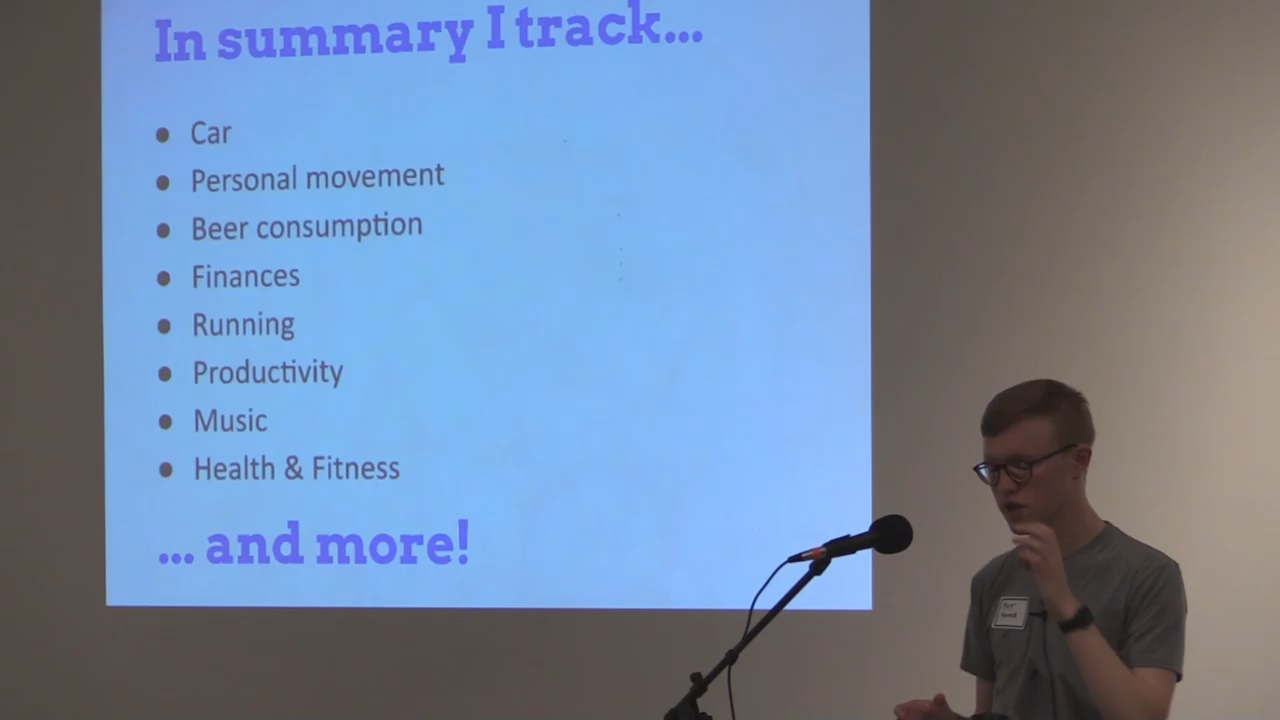 In summary I track...
● Car
● Personal movement
● Beer consumption
● Finances
● Running
● Productivity
● Music
● Health & Fitness
... and more!